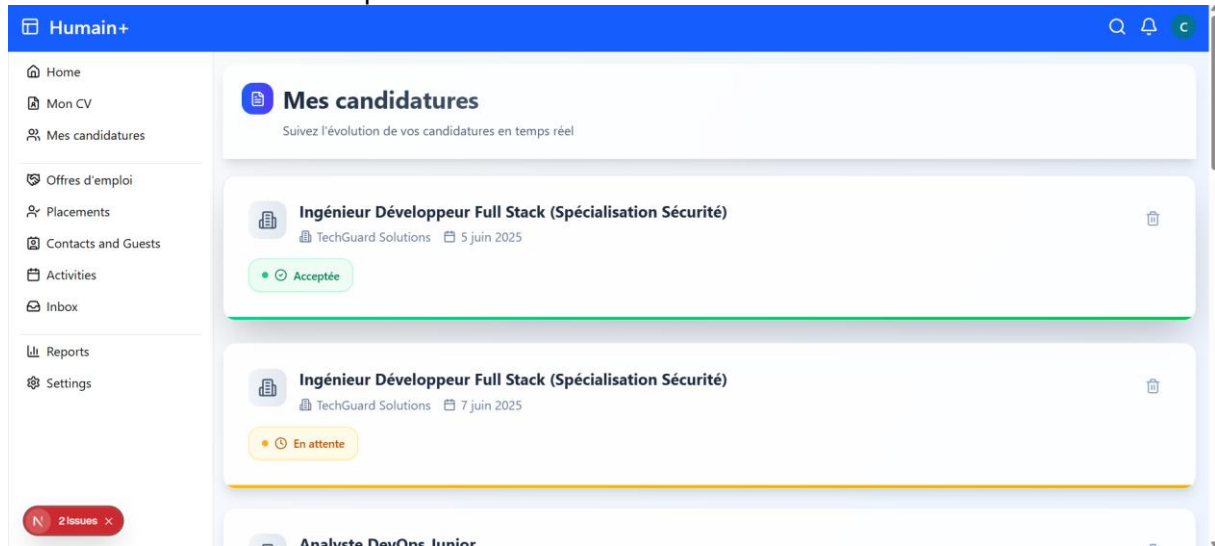 Humain+
C
Home
Mon CV
Mes candidatures
Offres d'emploi
Placements
Contacts and Guests
Activities
Inbox
Reports
Settings
N 2 Issues ×
Mes candidatures
Suivez l'évolution de vos candidatures en temps réel
Ingénieur Développeur Full Stack (Spécialisation Sécurité)
TechGuard Solutions 5 juin 2025
Acceptée
Ingénieur Développeur Full Stack (Spécialisation Sécurité)
TechGuard Solutions 7 juin 2025
En attente
Analyste DevOps Junior